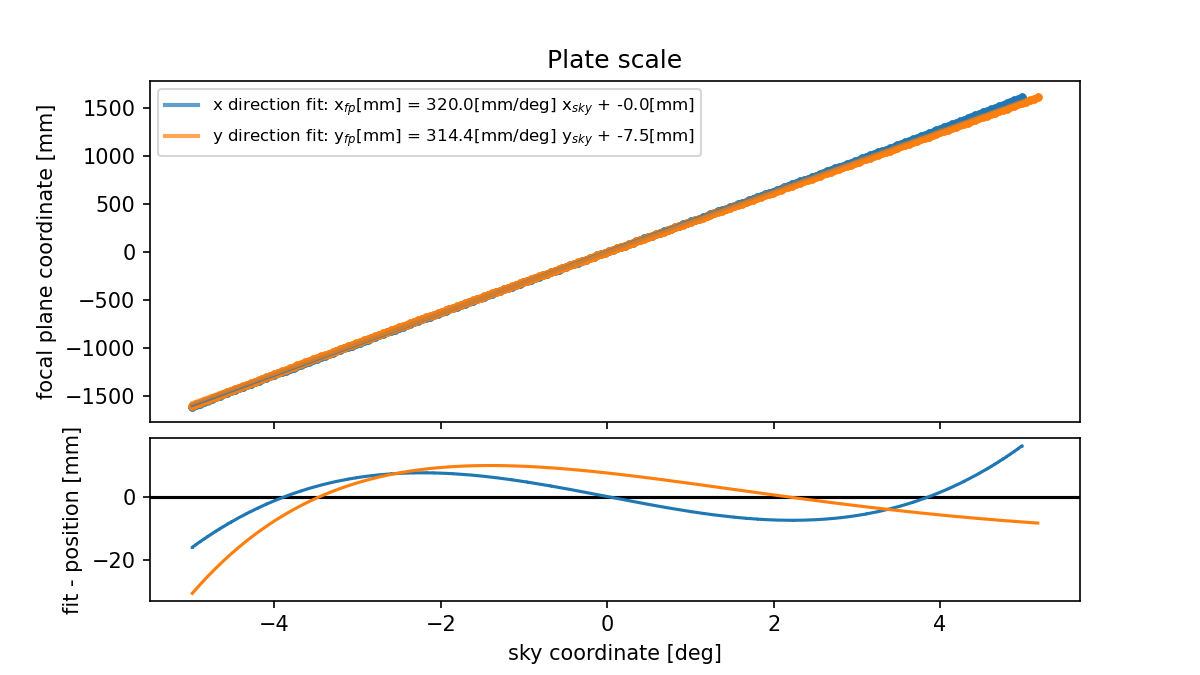 Plate scale
x direction fit: x_fp[mm] = 320.0[mm/deg] x_sky + -0.0[mm]
y direction fit: y_fp[mm] = 314.4[mm/deg] y_sky + -7.5[mm]
focal plane coordinate [mm]
1500
1000
500
0
−500
−1000
−1500
fit - position [mm]
0
−20
−4 −2 0 2 4
sky coordinate [deg]